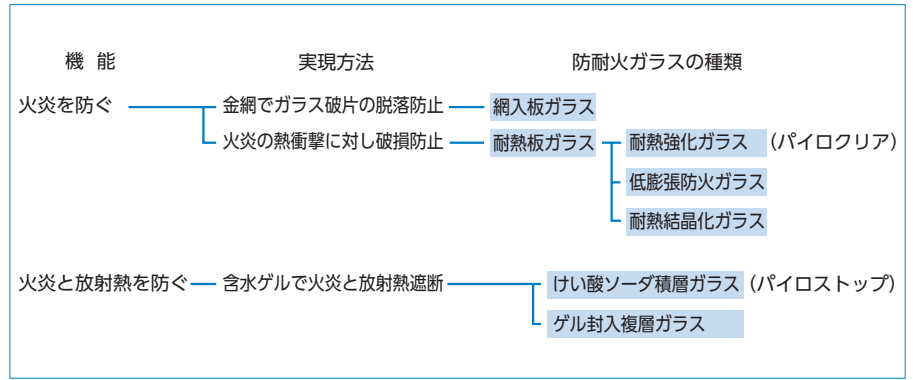 機 能 実現方法 防耐火ガラスの種類
火炎を防ぐ 金網でガラス破片の脱落防止 網入板ガラス
火炎の熱衝撃に対し破損防止 耐熱板ガラス 耐熱強化ガラス (パイロクリア)
低膨張防火ガラス
耐熱結晶化ガラス
火炎と放射熱を防ぐ 含水ゲルで火炎と放射熱遮断 けい酸ソーダ積層ガラス (パイロストップ)
ゲル封入複層ガラス